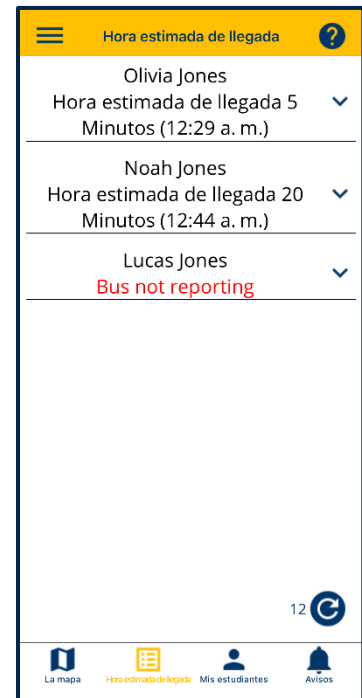 Hora estimada de llegada
?
Olivia Jones
Hora estimada de llegada 5
Minutos (12:29 a. m.)
Noah Jones
Hora estimada de llegada 20
Minutos (12:44 a. m.)
Lucas Jones
Bus not reporting
12
La mapa
Hora estimada de llegada
Mis estudiantes
Avisos